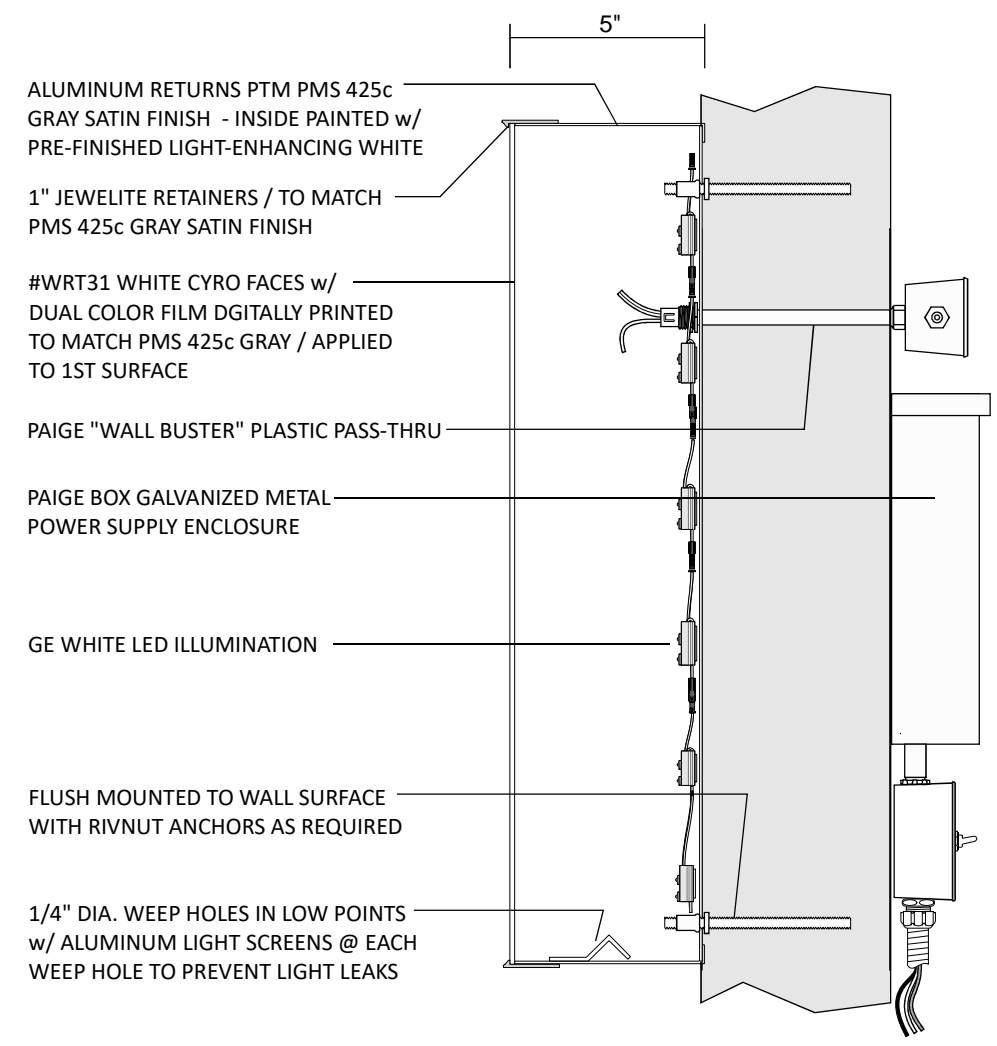 5"
ALUMINUM RETURNS PTM PMS 425c
GRAY SATIN FINISH - INSIDE PAINTED w/
PRE-FINISHED LIGHT-ENHANCING WHITE
1" JEWELITE RETAINERS / TO MATCH
PMS 425c GRAY SATIN FINISH
#WRT31 WHITE CYRO FACES w/
DUAL COLOR FILM DGITALLY PRINTED
TO MATCH PMS 425c GRAY / APPLIED
TO 1ST SURFACE
PAIGE "WALL BUSTER" PLASTIC PASS-THRU
PAIGE BOX GALVANIZED METAL
POWER SUPPLY ENCLOSURE
GE WHITE LED ILLUMINATION
FLUSH MOUNTED TO WALL SURFACE
WITH RIVNUT ANCHORS AS REQUIRED
1/4" DIA. WEEP HOLES IN LOW POINTS
w/ ALUMINUM LIGHT SCREENS @ EACH
WEEP HOLE TO PREVENT LIGHT LEAKS